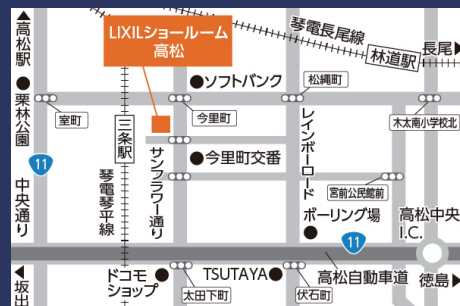 ▲高松駅
LIXILショールーム
高松
琴電長尾線
林道駅
長尾▶
●ソフトバンク
松縄町
栗林公園
室町
三条駅
今里町
木太南小学校北
レインボーロード
11
サンフラワー通り
●今里町交番
中央通り
琴電琴平線
宮前公民館前
ボーリング場
●
高松中央
I.C.
11
◀坂出
ドコモ●
ショップ
TSUTAYA●
高松自動車道
徳島▶
太田下町
伏石町